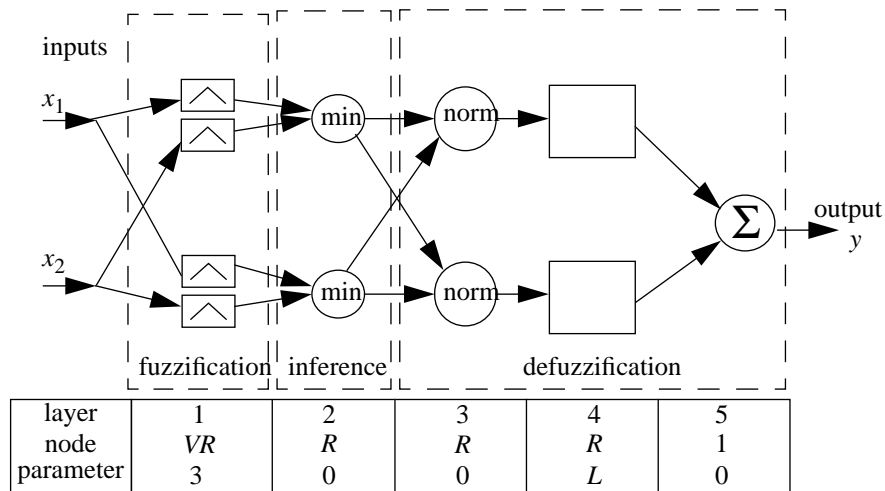 inputs
x1
x2
min
min
norm
norm
Σ
output
y
fuzzification inference defuzzification
layer 1 2 3 4 5
node VR R R R 1
parameter 3 0 0 L 0